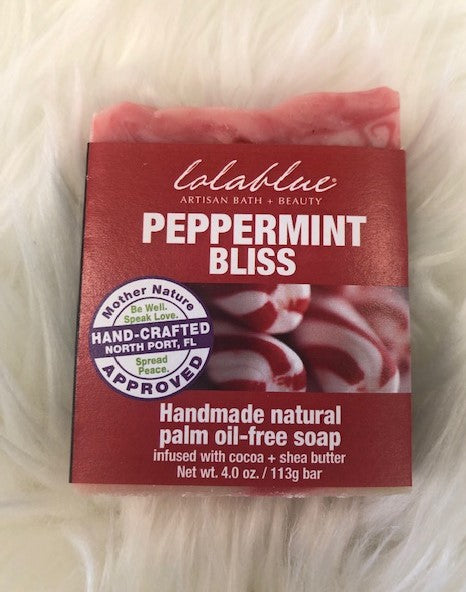 lolablue®
ARTISAN BATH + BEAUTY
PEPPERMINT
BLISS
Mother Nature
Be Well.
Speak Love.
HAND-CRAFTED
NORTH PORT, FL
Spread
Peace.
APPROVED
Handmade natural
palm oil-free soap
infused with cocoa + shea butter
Net wt. 4.0 oz. / 113g bar